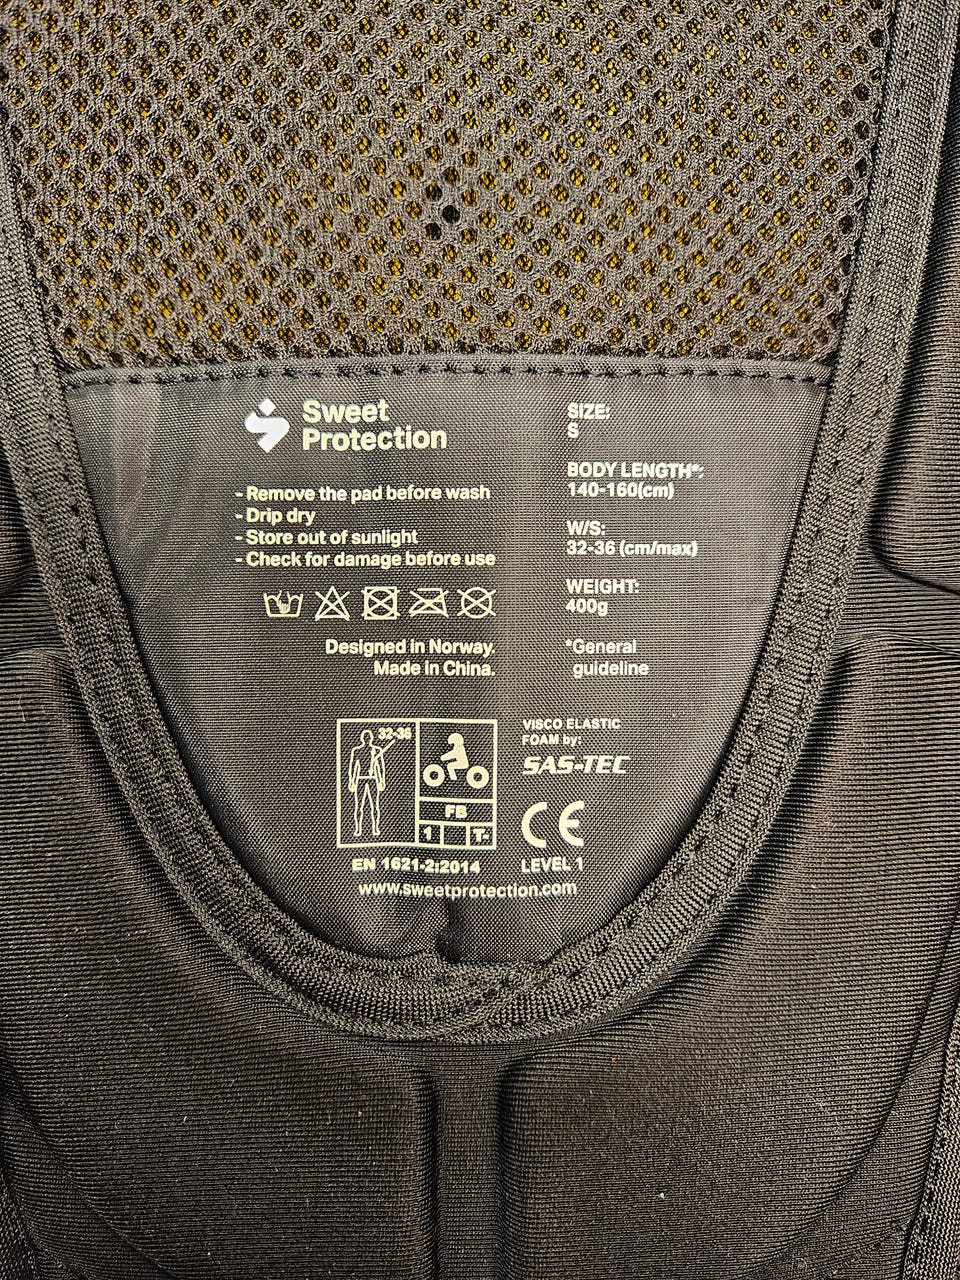 Sweet
Protection
- Remove the pad before wash
- Drip dry
- Store out of sunlight
- Check for damage before use
Designed in Norway.
Made in China.
SIZE:
S
BODY LENGTH*:
140-160(cm)
W/S:
32-36 (cm/max)
WEIGHT:
400g
*General
guideline
32-36
FB
1
T-
EN 1621-2:2014
VISCO ELASTIC
FOAM by:
SAS-TEC
CE
LEVEL 1
www.sweetprotection.com